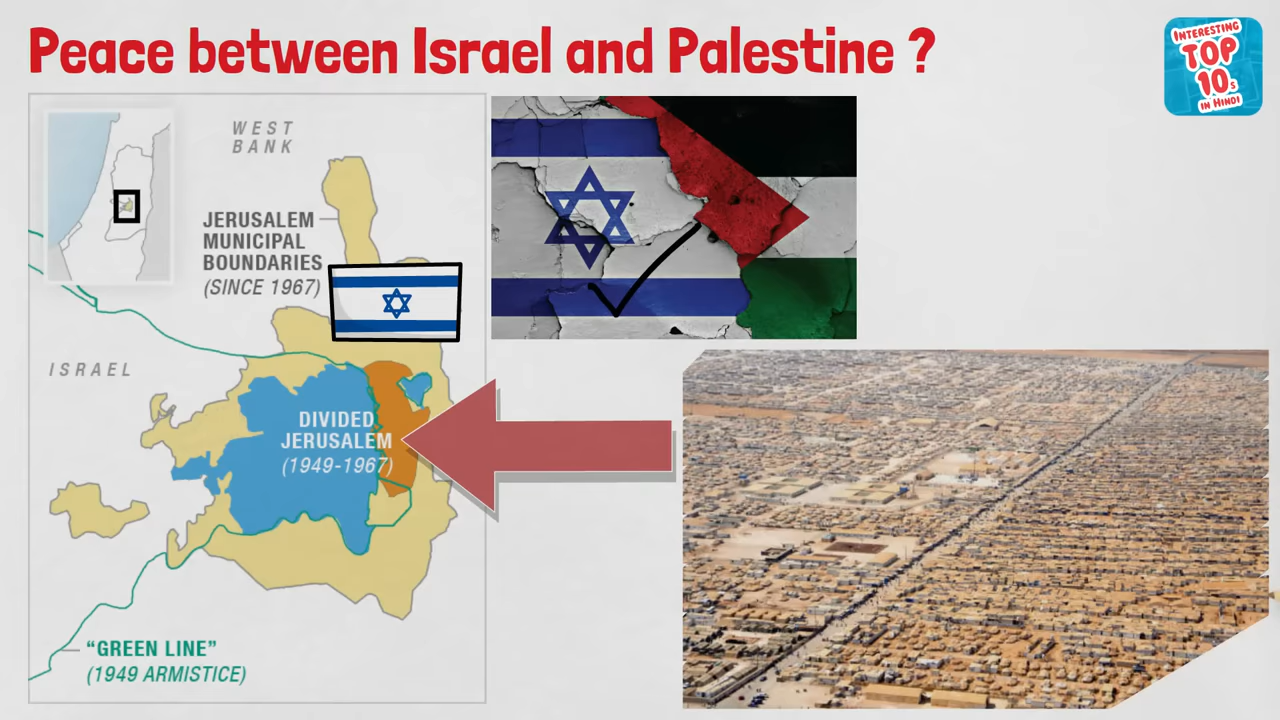 Peace between Israel and Palestine ?
INTERESTING
TOP
10s
IN HINDI
WEST
BANK
JERUSALEM
MUNICIPAL
BOUNDARIES
(SINCE 1967)
ISRAEL
DIVIDED
JERUSALEM
(1949-1967)
“GREEN LINE”
(1949 ARMISTICE)